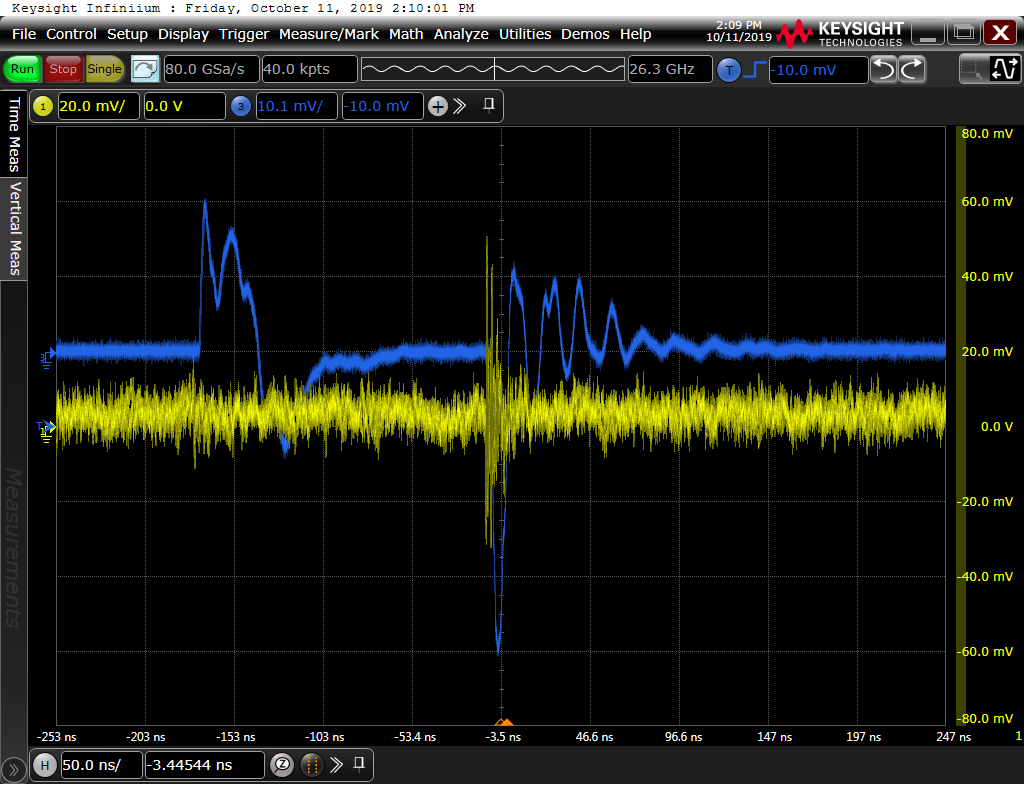 Keysight Infiniium : Friday, October 11, 2019 2:10:01 PM
File Control Setup Display Trigger Measure/Mark Math Analyze Utilities Demos Help
2:09 PM
10/11/2019
KEYSIGHT
TECHNOLOGIES
Run Stop Single 80.0 GSa/s 40.0 kpts 26.3 GHz T -10.0 mV
1 20.0 mV/ 0.0 V 3 10.1 mV/ -10.0 mV
Time Meas
Vertical Meas
Measurements
80.0 mV
60.0 mV
40.0 mV
20.0 mV
0.0 V
-20.0 mV
-40.0 mV
-60.0 mV
-80.0 mV
T
-253 ns -203 ns -153 ns -103 ns -53.4 ns -3.5 ns 46.6 ns 96.6 ns 147 ns 197 ns 247 ns 1
H 50.0 ns/ -3.44544 ns Z